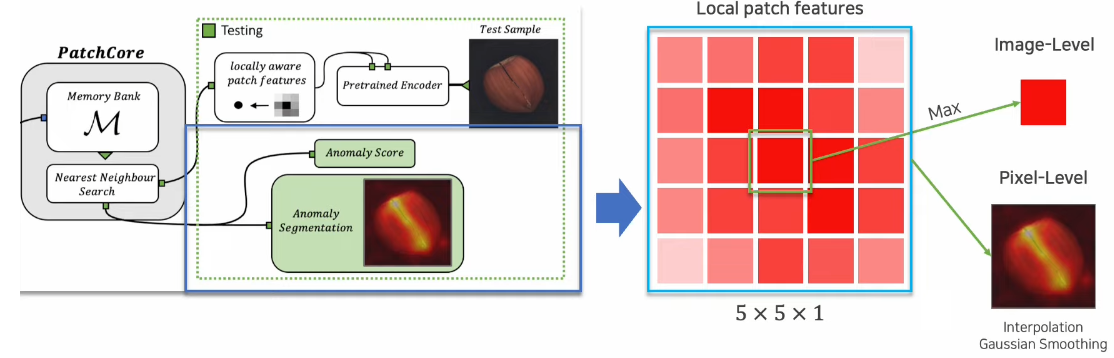 Local patch features
Testing
Test Sample
PatchCore
locally aware
patch features
Pretrained Encoder
Memory Bank
ℳ
Nearest Neighbour
Search
Anomaly Score
Anomaly
Segmentation
Image-Level
Max
Pixel-Level
5 × 5 × 1
Interpolation
Gaussian Smoothing